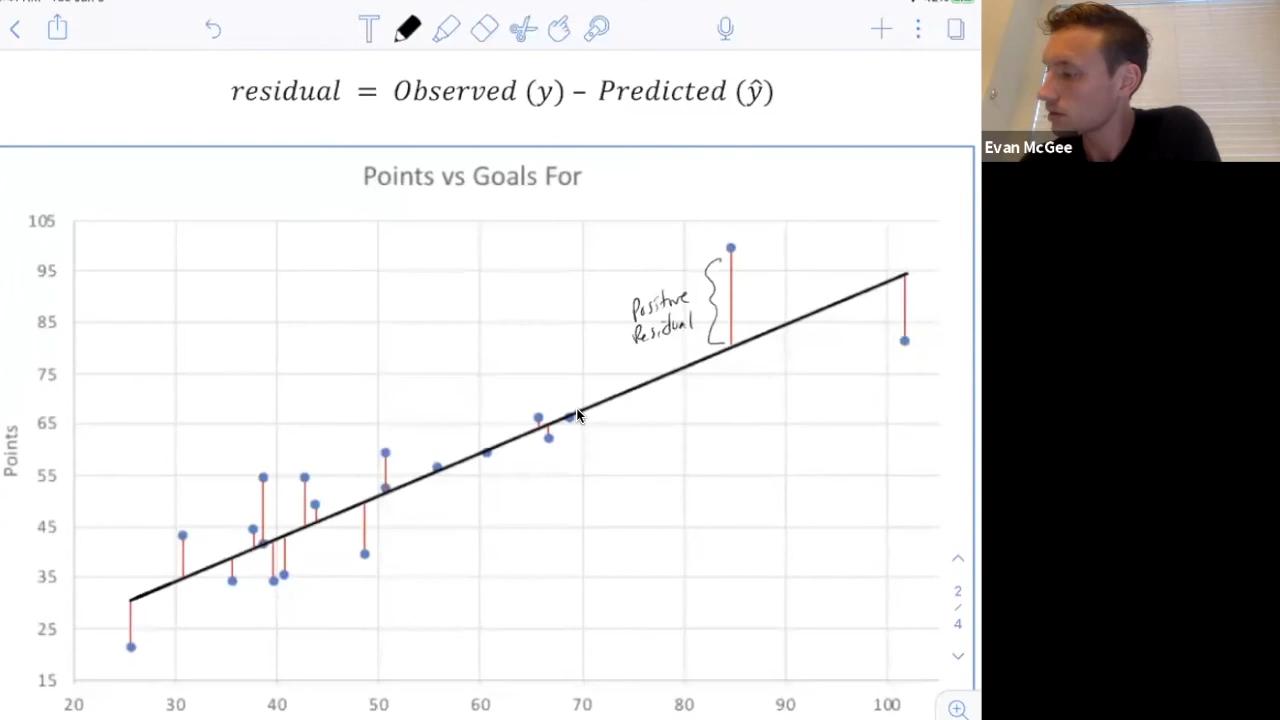 residual = Observed (y) – Predicted (ŷ)
Evan McGee
Points vs Goals For
105
95
85
75
65
55
45
35
25
15
Points
Positive
Residual
2
/
4
20 30 40 50 60 70 80 90 100